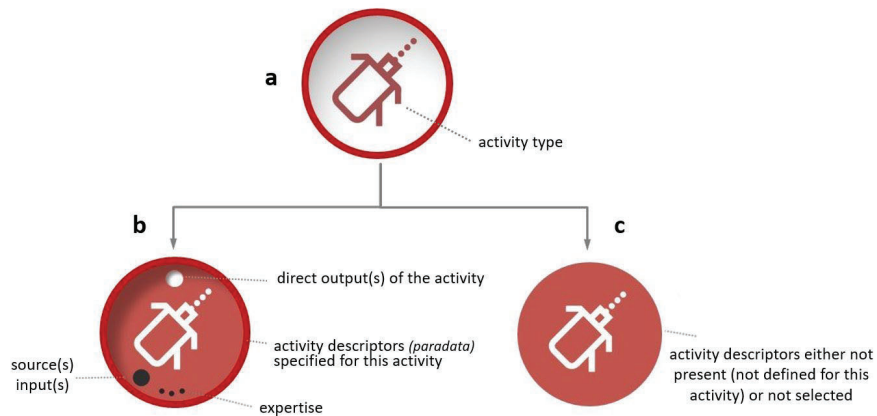 a
activity type
b
c
direct output(s) of the activity
activity descriptors (paradata)
specified for this activity
source(s)
input(s)
expertise
activity descriptors either not
present (not defined for this
activity) or not selected